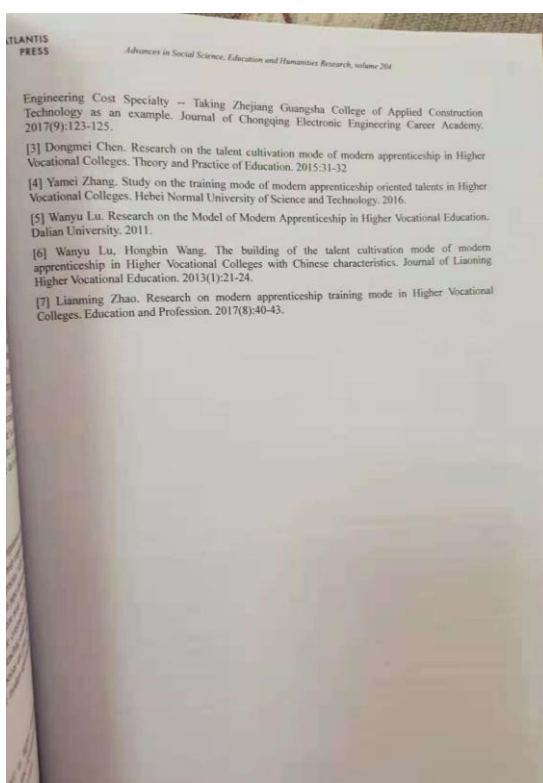 ATLANTIS
PRESS
Advances in Social Science, Education and Humanities Research, volume 204
Engineering Cost Specialty -- Taking Zhejiang Guangsha College of Applied Construction
Technology as an example. Journal of Chongqing Electronic Engineering Career Academy.
2017(9):123-125.
[3] Dongmei Chen. Research on the talent cultivation mode of modern apprenticeship in Higher
Vocational Colleges. Theory and Practice of Education. 2015:31-32
[4] Yamei Zhang. Study on the training mode of modern apprenticeship oriented talents in Higher
Vocational Colleges. Hebei Normal University of Science and Technology. 2016.
[5] Wanyu Lu. Research on the Model of Modern Apprenticeship in Higher Vocational Education.
Dalian University. 2011.
[6] Wanyu Lu, Hongbin Wang. The building of the talent cultivation mode of modern
apprenticeship in Higher Vocational Colleges with Chinese characteristics. Journal of Liaoning
Higher Vocational Education. 2013(1):21-24.
[7] Lianming Zhao. Research on modern apprenticeship training mode in Higher Vocational
Colleges. Education and Profession. 2017(8):40-43.